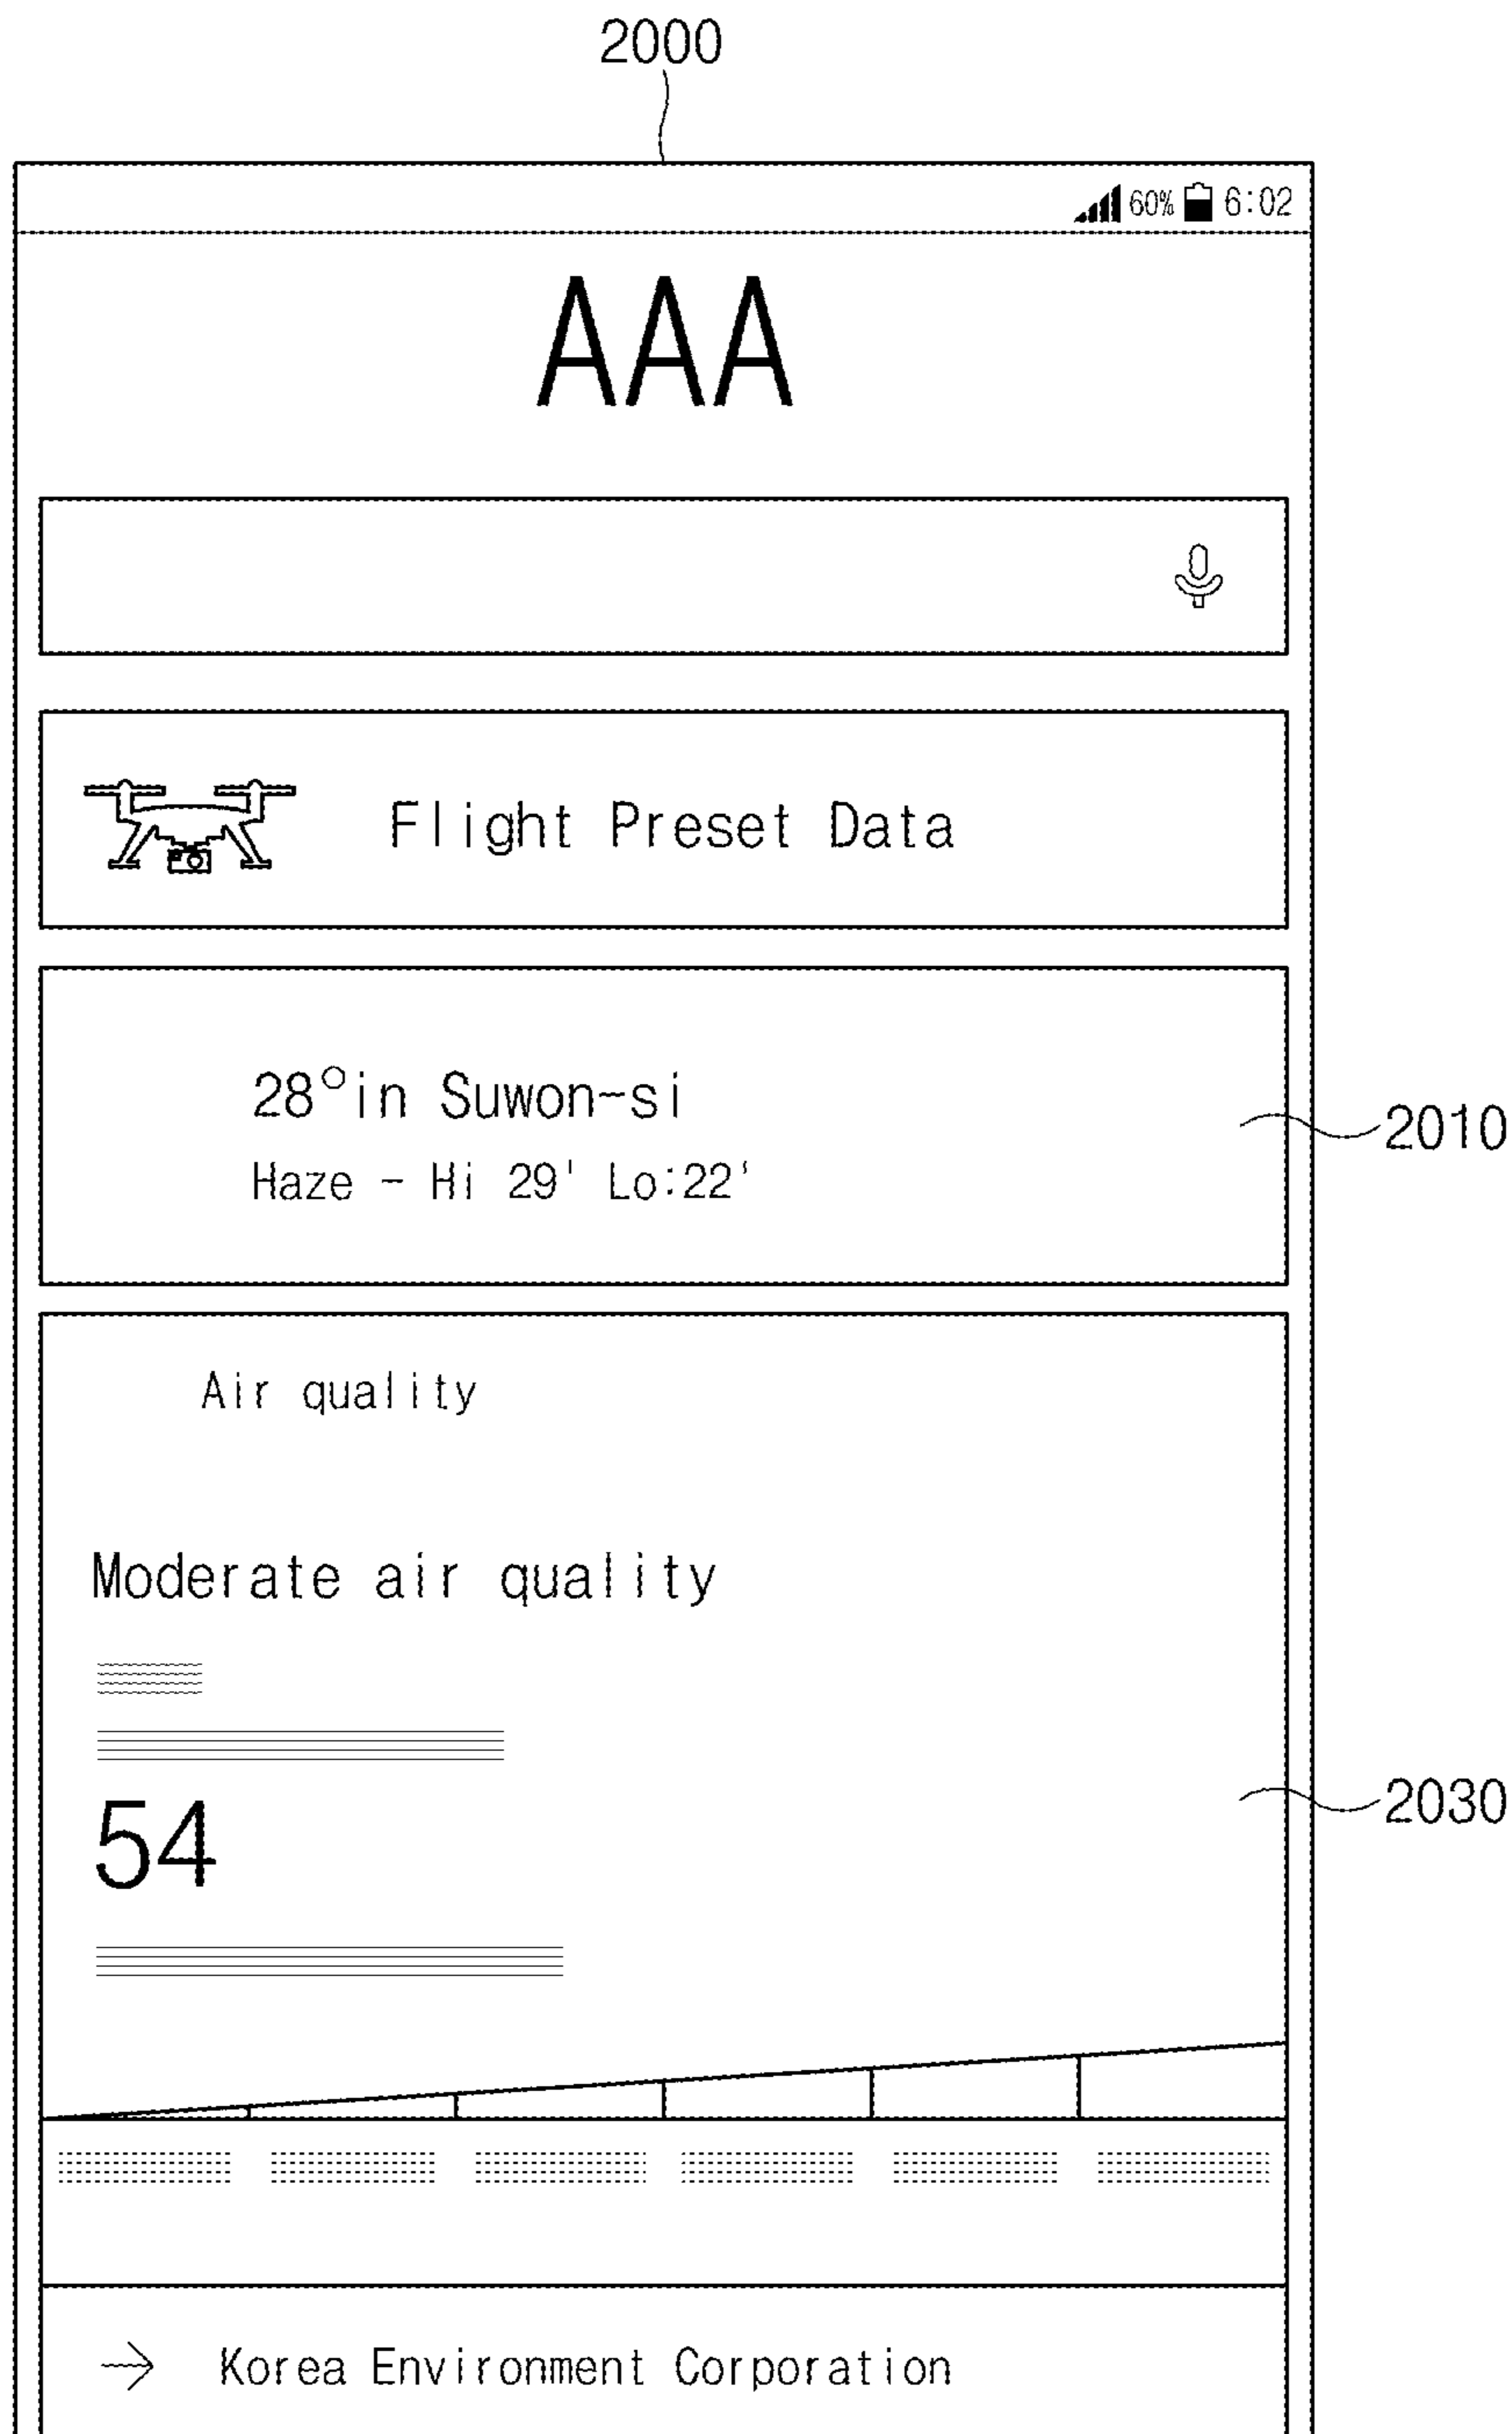 2000
60% 6:02
AAA
Flight Preset Data
28°in Suwon-si
Haze - Hi 29' Lo:22'
2010
Air quality
Moderate air quality
54
2030
Korea Environment Corporation